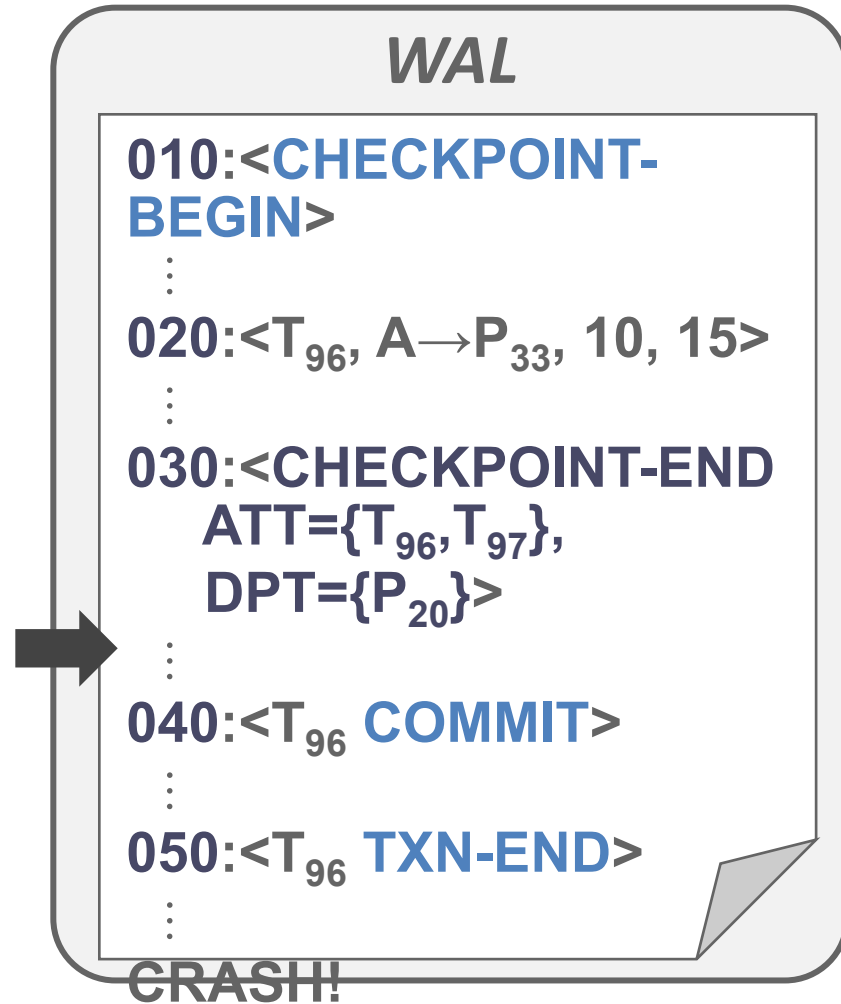 WAL
010:<CHECKPOINT-
BEGIN>
⋮
020:<T₉₆, A→P₃₃, 10, 15>
⋮
030:<CHECKPOINT-END
ATT={T₉₆,T₉₇},
DPT={P₂₀}>
⋮
040:<T₉₆ COMMIT>
⋮
050:<T₉₆ TXN-END>
⋮
CRASH!